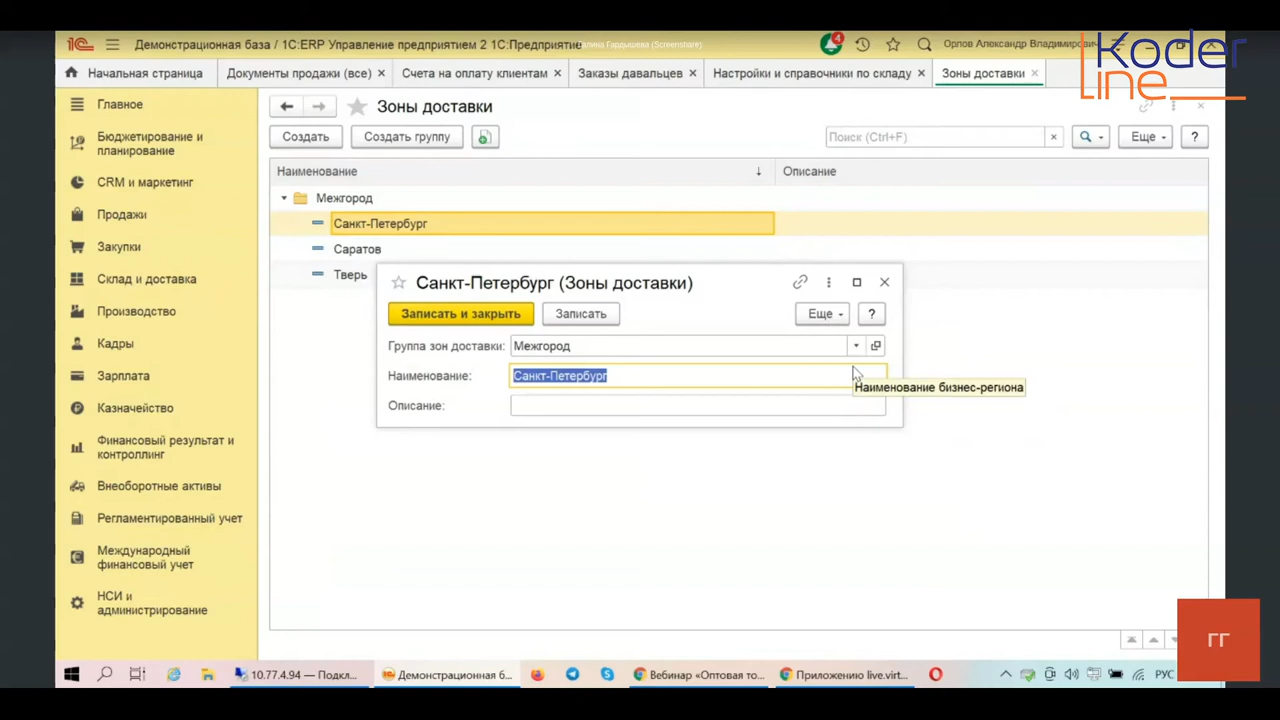 Демонстрационная база / 1С:ERP Управление предприятием 2 1С:Предприятие
(Screenshare)
4
Орлов Александр Владимирович
Koder
line
Начальная страница
Документы продажи (все) ×
Счета на оплату клиентам ×
Заказы давальцев ×
Настройки и справочники по складу ×
Зоны доставки ×
Главное
Бюджетирование и
планирование
CRM и маркетинг
Продажи
Закупки
Склад и доставка
Производство
Кадры
Зарплата
Казначейство
Финансовый результат и
контроллинг
Внеоборотные активы
Регламентированный учет
Международный
финансовый учет
НСИ и
администрирование
Зоны доставки
Создать
Создать группу
Поиск (Ctrl+F)
×
Еще
?
Наименование
Описание
Межгород
Санкт-Петербург
Саратов
Тверь
Санкт-Петербург (Зоны доставки)
Записать и закрыть
Записать
Еще
?
Группа зон доставки:
Межгород
Наименование:
Санкт-Петербург
Наименование бизнес-региона
Описание:
ГГ
10.77.4.94 — Подкл...
Демонстрационная б...
Вебинар «Оптовая то...
Приложению live.virt...
РУС